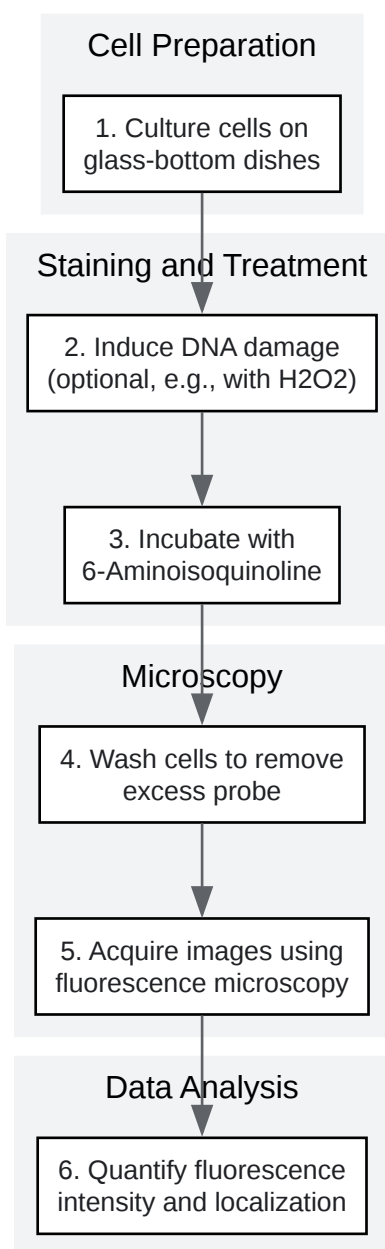 Cell Preparation
1. Culture cells on
glass-bottom dishes
Staining and Treatment
2. Induce DNA damage
(optional, e.g., with H2O2)
3. Incubate with
6-Aminoisoquinoline
Microscopy
4. Wash cells to remove
excess probe
5. Acquire images using
fluorescence microscopy
Data Analysis
6. Quantify fluorescence
intensity and localization